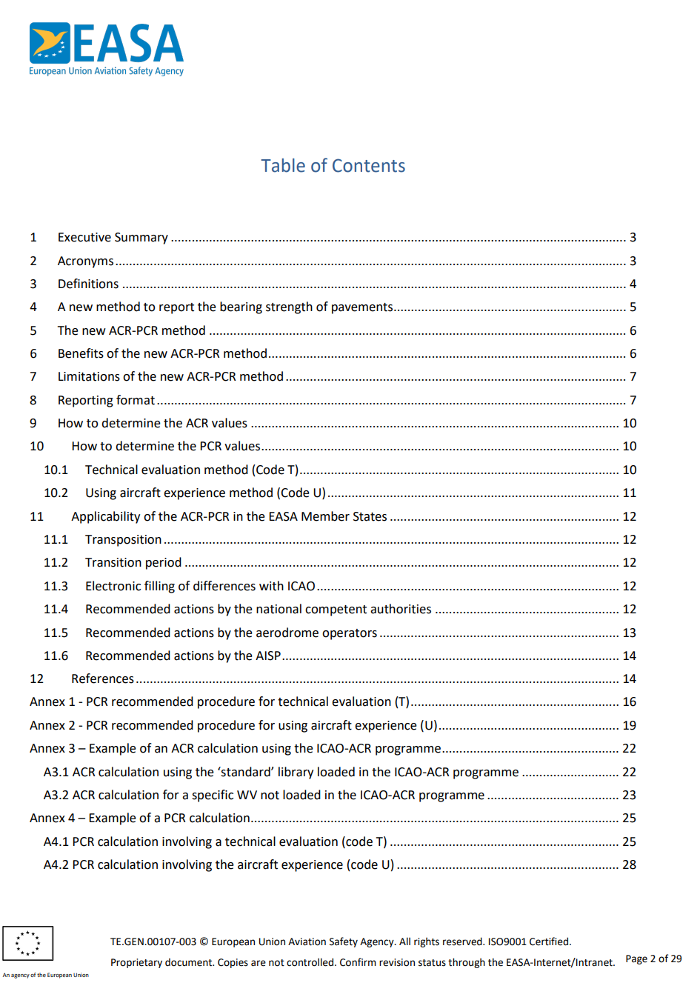 EASA
European Union Aviation Safety Agency
Table of Contents
1 Executive Summary ........................................ 3
2 Acronyms ........................................ 3
3 Definitions ........................................ 4
4 A new method to report the bearing strength of pavements ........................................ 5
5 The new ACR-PCR method ........................................ 6
6 Benefits of the new ACR-PCR method ........................................ 6
7 Limitations of the new ACR-PCR method ........................................ 7
8 Reporting format ........................................ 7
9 How to determine the ACR values ........................................ 10
10 How to determine the PCR values ........................................ 10
10.1 Technical evaluation method (Code T) ........................................ 10
10.2 Using aircraft experience method (Code U) ........................................ 11
11 Applicability of the ACR-PCR in the EASA Member States ........................................ 12
11.1 Transposition ........................................ 12
11.2 Transition period ........................................ 12
11.3 Electronic filling of differences with ICAO ........................................ 12
11.4 Recommended actions by the national competent authorities ........................................ 12
11.5 Recommended actions by the aerodrome operators ........................................ 13
11.6 Recommended actions by the AISP ........................................ 14
12 References ........................................ 14
Annex 1 - PCR recommended procedure for technical evaluation (T) ........................................ 16
Annex 2 - PCR recommended procedure for using aircraft experience (U) ........................................ 19
Annex 3 – Example of an ACR calculation using the ICAO-ACR programme ........................................ 22
A3.1 ACR calculation using the ‘standard’ library loaded in the ICAO-ACR programme ........................................ 22
A3.2 ACR calculation for a specific WV not loaded in the ICAO-ACR programme ........................................ 23
Annex 4 – Example of a PCR calculation ........................................ 25
A4.1 PCR calculation involving a technical evaluation (code T) ........................................ 25
A4.2 PCR calculation involving the aircraft experience (code U) ........................................ 28
TE.GEN.00107-003 © European Union Aviation Safety Agency. All rights reserved. ISO9001 Certified.
Proprietary document. Copies are not controlled. Confirm revision status through the EASA-Internet/Intranet.
Page 2 of 29
An agency of the European Union